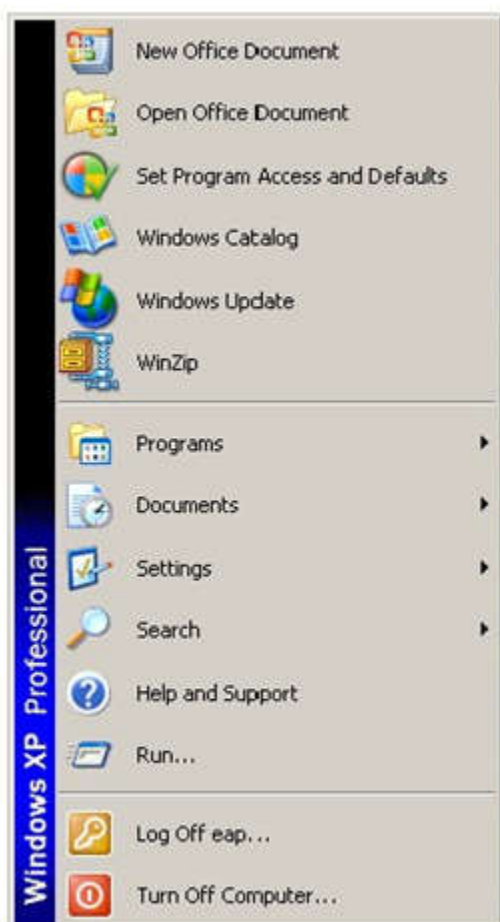 New Office Document
Open Office Document
Set Program Access and Defaults
Windows Catalog
Windows Update
WinZip
Programs
Documents
Settings
Search
Help and Support
Run...
Log Off eap...
Turn Off Computer...
Windows XP Professional